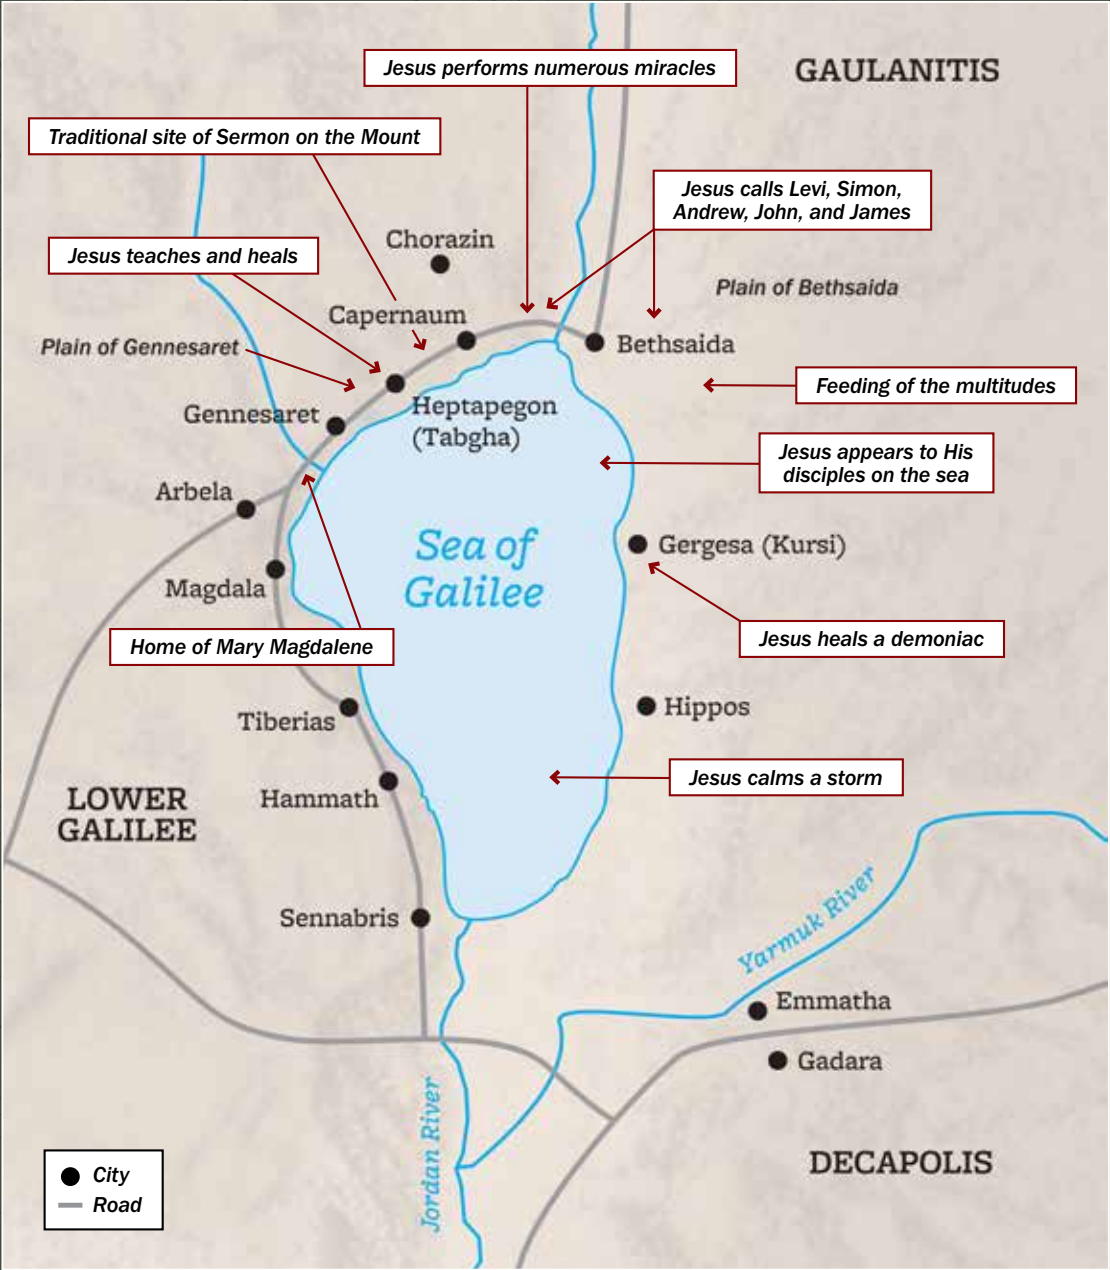 Jesus performs numerous miracles
GAULANITIS
Traditional site of Sermon on the Mount
Jesus calls Levi, Simon,
Andrew, John, and James
Chorazin
Jesus teaches and heals
Plain of Bethsaida
Capernaum
Plain of Gennesaret
Bethsaida
Feeding of the multitudes
Heptapegon
(Tabgha)
Gennesaret
Jesus appears to His
disciples on the sea
Arbela
Sea of
Galilee
Gergesa (Kursi)
Magdala
Home of Mary Magdalene
Jesus heals a demoniac
Hippos
Tiberias
Jesus calms a storm
Hammath
LOWER
GALILEE
Sennabris
Yarmuk River
Emmatha
Gadara
Jordan River
DECAPOLIS
City
Road